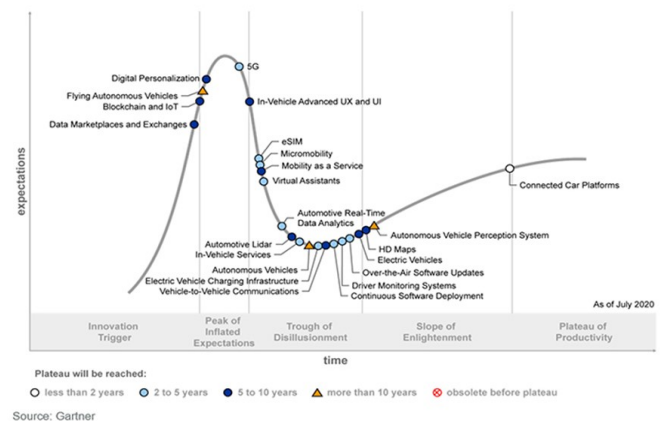 expectations
Digital Personalization
Flying Autonomous Vehicles
Blockchain and IoT
Data Marketplaces and Exchanges
5G
In-Vehicle Advanced UX and UI
eSIM
Micromobility
Mobility as a Service
Virtual Assistants
Automotive Real-Time
Data Analytics
Automotive Lidar
In-Vehicle Services
Autonomous Vehicles
Electric Vehicle Charging Infrastructure
Vehicle-to-Vehicle Communications
Autonomous Vehicle Perception System
HD Maps
Electric Vehicles
Over-the-Air Software Updates
Driver Monitoring Systems
Continuous Software Deployment
Connected Car Platforms
As of July 2020
Innovation
Trigger
Peak of
Inflated
Expectations
Trough of
Disillusionment
Slope of
Enlightenment
Plateau of
Productivity
time
Plateau will be reached:
less than 2 years
2 to 5 years
5 to 10 years
more than 10 years
obsolete before plateau
Source: Gartner